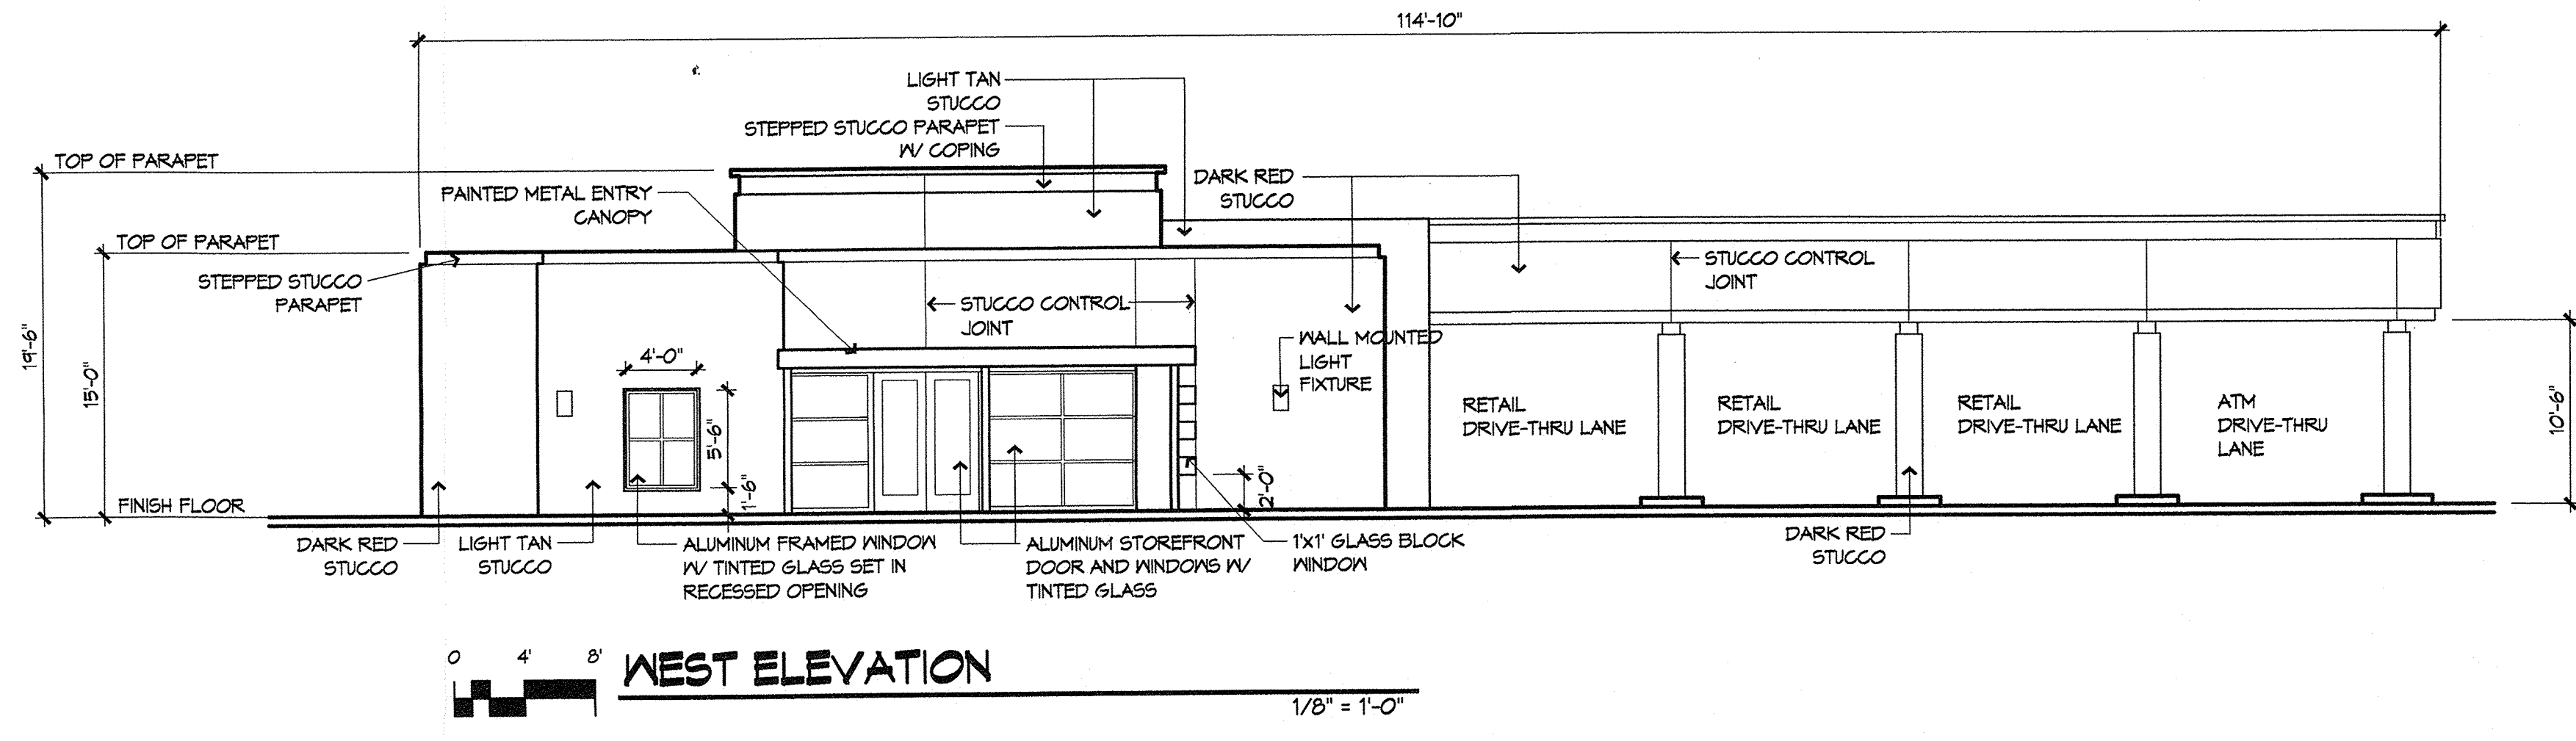 114'-10"
LIGHT TAN
STUCCO
STEPPED STUCCO PARAPET
W/ COPING
TOP OF PARAPET
PAINTED METAL ENTRY
CANOPY
DARK RED
STUCCO
TOP OF PARAPET
STEPPED STUCCO
PARAPET
STUCCO CONTROL
JOINT
STUCCO CONTROL
JOINT
19'-6"
15'-0"
4'-0"
5'-6"
1'-6"
2'-0"
WALL MOUNTED
LIGHT
FIXTURE
RETAIL
DRIVE-THRU LANE
RETAIL
DRIVE-THRU LANE
RETAIL
DRIVE-THRU LANE
ATM
DRIVE-THRU
LANE
10'-6"
FINISH FLOOR
DARK RED
STUCCO
LIGHT TAN
STUCCO
ALUMINUM FRAMED WINDOW
W/ TINTED GLASS SET IN
RECESSED OPENING
ALUMINUM STOREFRONT
DOOR AND WINDOWS W/
TINTED GLASS
1'X1' GLASS BLOCK
WINDOW
DARK RED
STUCCO
0 4' 8'
WEST ELEVATION
1/8" = 1'-0"